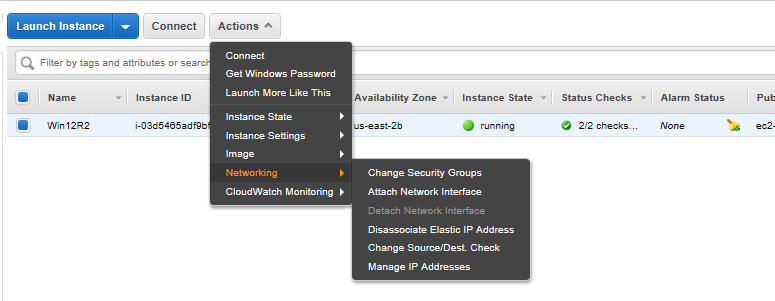 Launch Instance Connect Actions
Connect
Filter by tags and attributes or search
Get Windows Password
Launch More Like This
Name Instance ID Availability Zone Instance State Status Checks Alarm Status
Instance State
Win12R2 us-east-2b running 2/2 checks... None ec2-
Instance Settings
Image
Networking
CloudWatch Monitoring
Change Security Groups
Attach Network Interface
Detach Network Interface
Disassociate Elastic IP Address
Change Source/Dest. Check
Manage IP Addresses